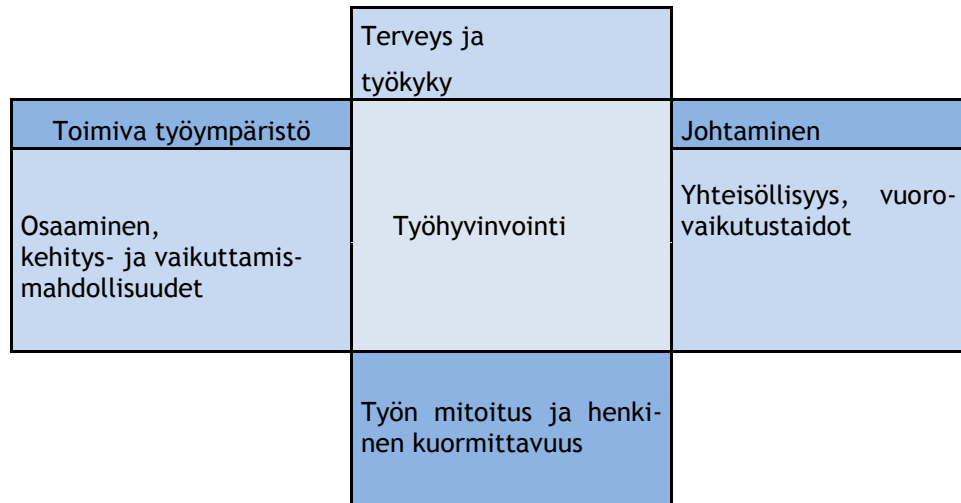 Terveys ja
työkyky
Toimiva työympäristö
Johtaminen
Osaaminen,
kehitys- ja vaikuttamis-
mahdollisuudet
Työhyvinvointi
Yhteisöllisyys, vuoro-
vaikutustaidot
Työn mitoitus ja henki-
nen kuormittavuus